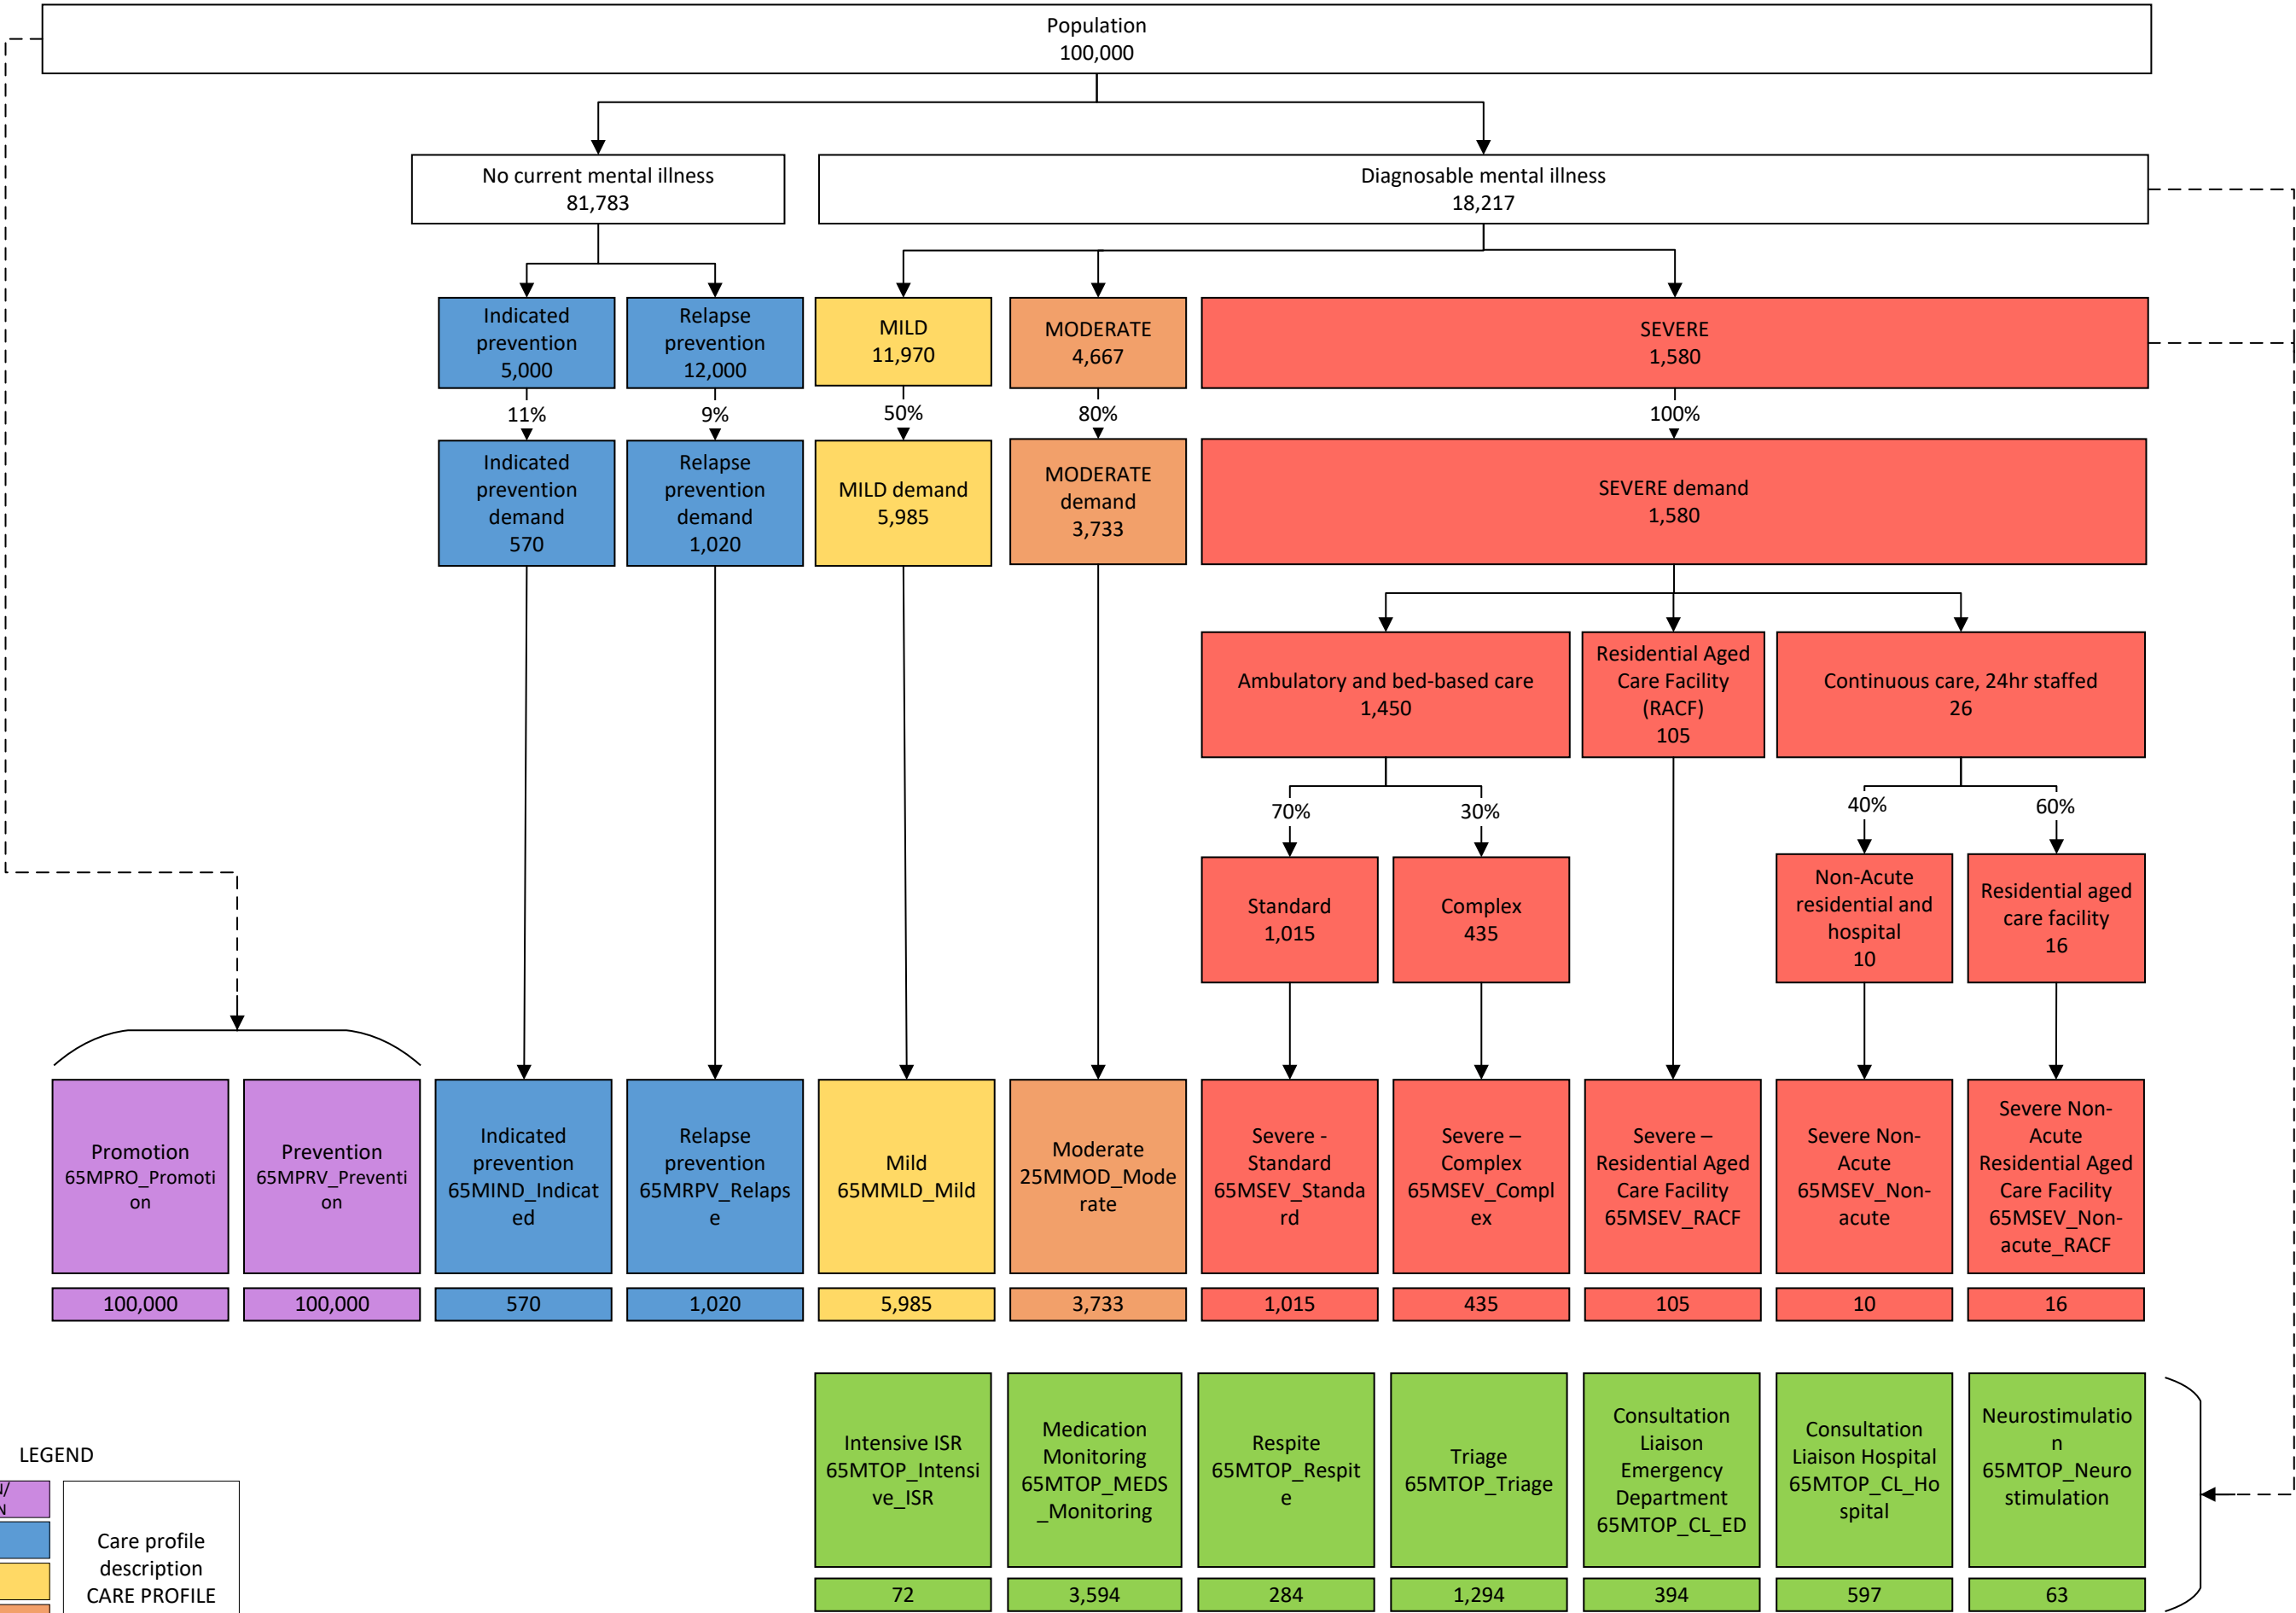 Population
100,000
No current mental illness
81,783
Diagnosable mental illness
18,217
Indicated
prevention
5,000
Relapse
prevention
12,000
MILD
11,970
MODERATE
4,667
SEVERE
1,580
11%
9%
50%
80%
100%
Indicated
prevention
demand
570
Relapse
prevention
demand
1,020
MILD demand
5,985
MODERATE
demand
3,733
SEVERE demand
1,580
Ambulatory and bed-based care
1,450
Residential Aged
Care Facility
(RACF)
105
Continuous care, 24hr staffed
26
70%
30%
40%
60%
Standard
1,015
Complex
435
Non-Acute
residential and
hospital
10
Residential aged
care facility
16
Promotion
65MPRO_Promoti
on
Prevention
65MPRV_Preventi
on
Indicated
prevention
65MIND_Indicat
ed
Relapse
prevention
65MRPV_Relaps
e
Mild
65MMLD_Mild
Moderate
25MMOD_Mode
rate
Severe -
Standard
65MSEV_Standa
rd
Severe –
Complex
65MSEV_Compl
ex
Severe –
Residential Aged
Care Facility
65MSEV_RACF
Severe Non-
Acute
65MSEV_Non-
acute
Severe Non-
Acute
Residential Aged
Care Facility
65MSEV_Non-
acute_RACF
100,000
100,000
570
1,020
5,985
3,733
1,015
435
105
10
16
Intensive ISR
65MTOP_Intensi
ve_ISR
Medication
Monitoring
65MTOP_MEDS
_Monitoring
Respite
65MTOP_Respit
e
Triage
65MTOP_Triage
Consultation
Liaison
Emergency
Department
65MTOP_CL_ED
Consultation
Liaison Hospital
65MTOP_CL_Ho
spital
Neurostimulatio
n
65MTOP_Neuro
stimulation
72
3,594
284
1,294
394
597
63
LEGEND
N/
N
Care profile
description
CARE PROFILE